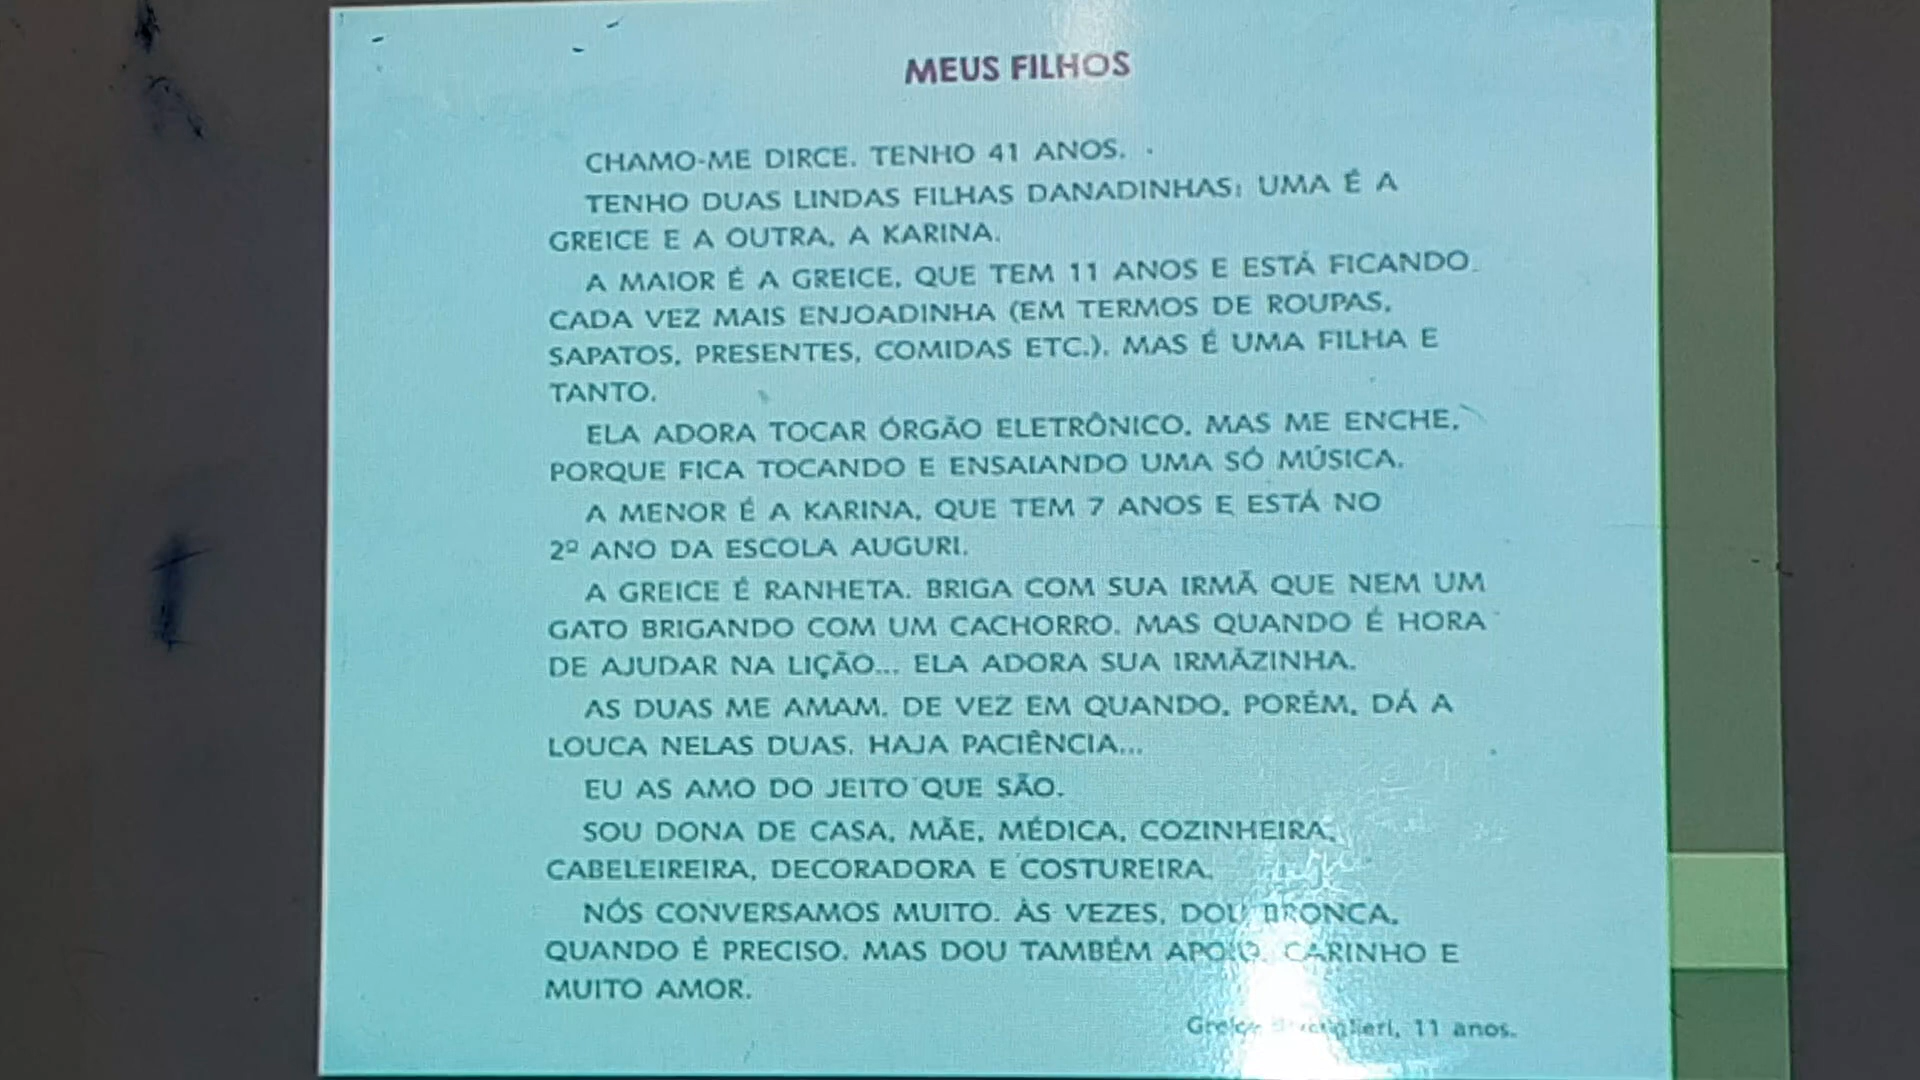 MEUS FILHOS
CHAMO-ME DIRCE. TENHO 41 ANOS.
TENHO DUAS LINDAS FILHAS DANADINHAS: UMA É A
GREICE E A OUTRA, A KARINA.
A MAIOR É A GREICE, QUE TEM 11 ANOS E ESTÁ FICANDO
CADA VEZ MAIS ENJOADINHA (EM TERMOS DE ROUPAS,
SAPATOS, PRESENTES, COMIDAS ETC.), MAS É UMA FILHA E
TANTO.
ELA ADORA TOCAR ÓRGÃO ELETRÔNICO, MAS ME ENCHE,
PORQUE FICA TOCANDO E ENSAIANDO UMA SÓ MÚSICA.
A MENOR É A KARINA, QUE TEM 7 ANOS E ESTÁ NO
2º ANO DA ESCOLA AUGURI.
A GREICE É RANHETA. BRIGA COM SUA IRMÃ QUE NEM UM
GATO BRIGANDO COM UM CACHORRO. MAS QUANDO É HORA
DE AJUDAR NA LIÇÃO... ELA ADORA SUA IRMÃZINHA.
AS DUAS ME AMAM. DE VEZ EM QUANDO, PORÉM, DÁ A
LOUCA NELAS DUAS. HAJA PACIÊNCIA...
EU AS AMO DO JEITO QUE SÃO.
SOU DONA DE CASA, MÃE, MÉDICA, COZINHEIRA,
CABELEIREIRA, DECORADORA E COSTUREIRA.
NÓS CONVERSAMOS MUITO. ÀS VEZES, DOU BRONCA,
QUANDO É PRECISO. MAS DOU TAMBÉM APOIO, CARINHO E
MUITO AMOR.
11 anos.